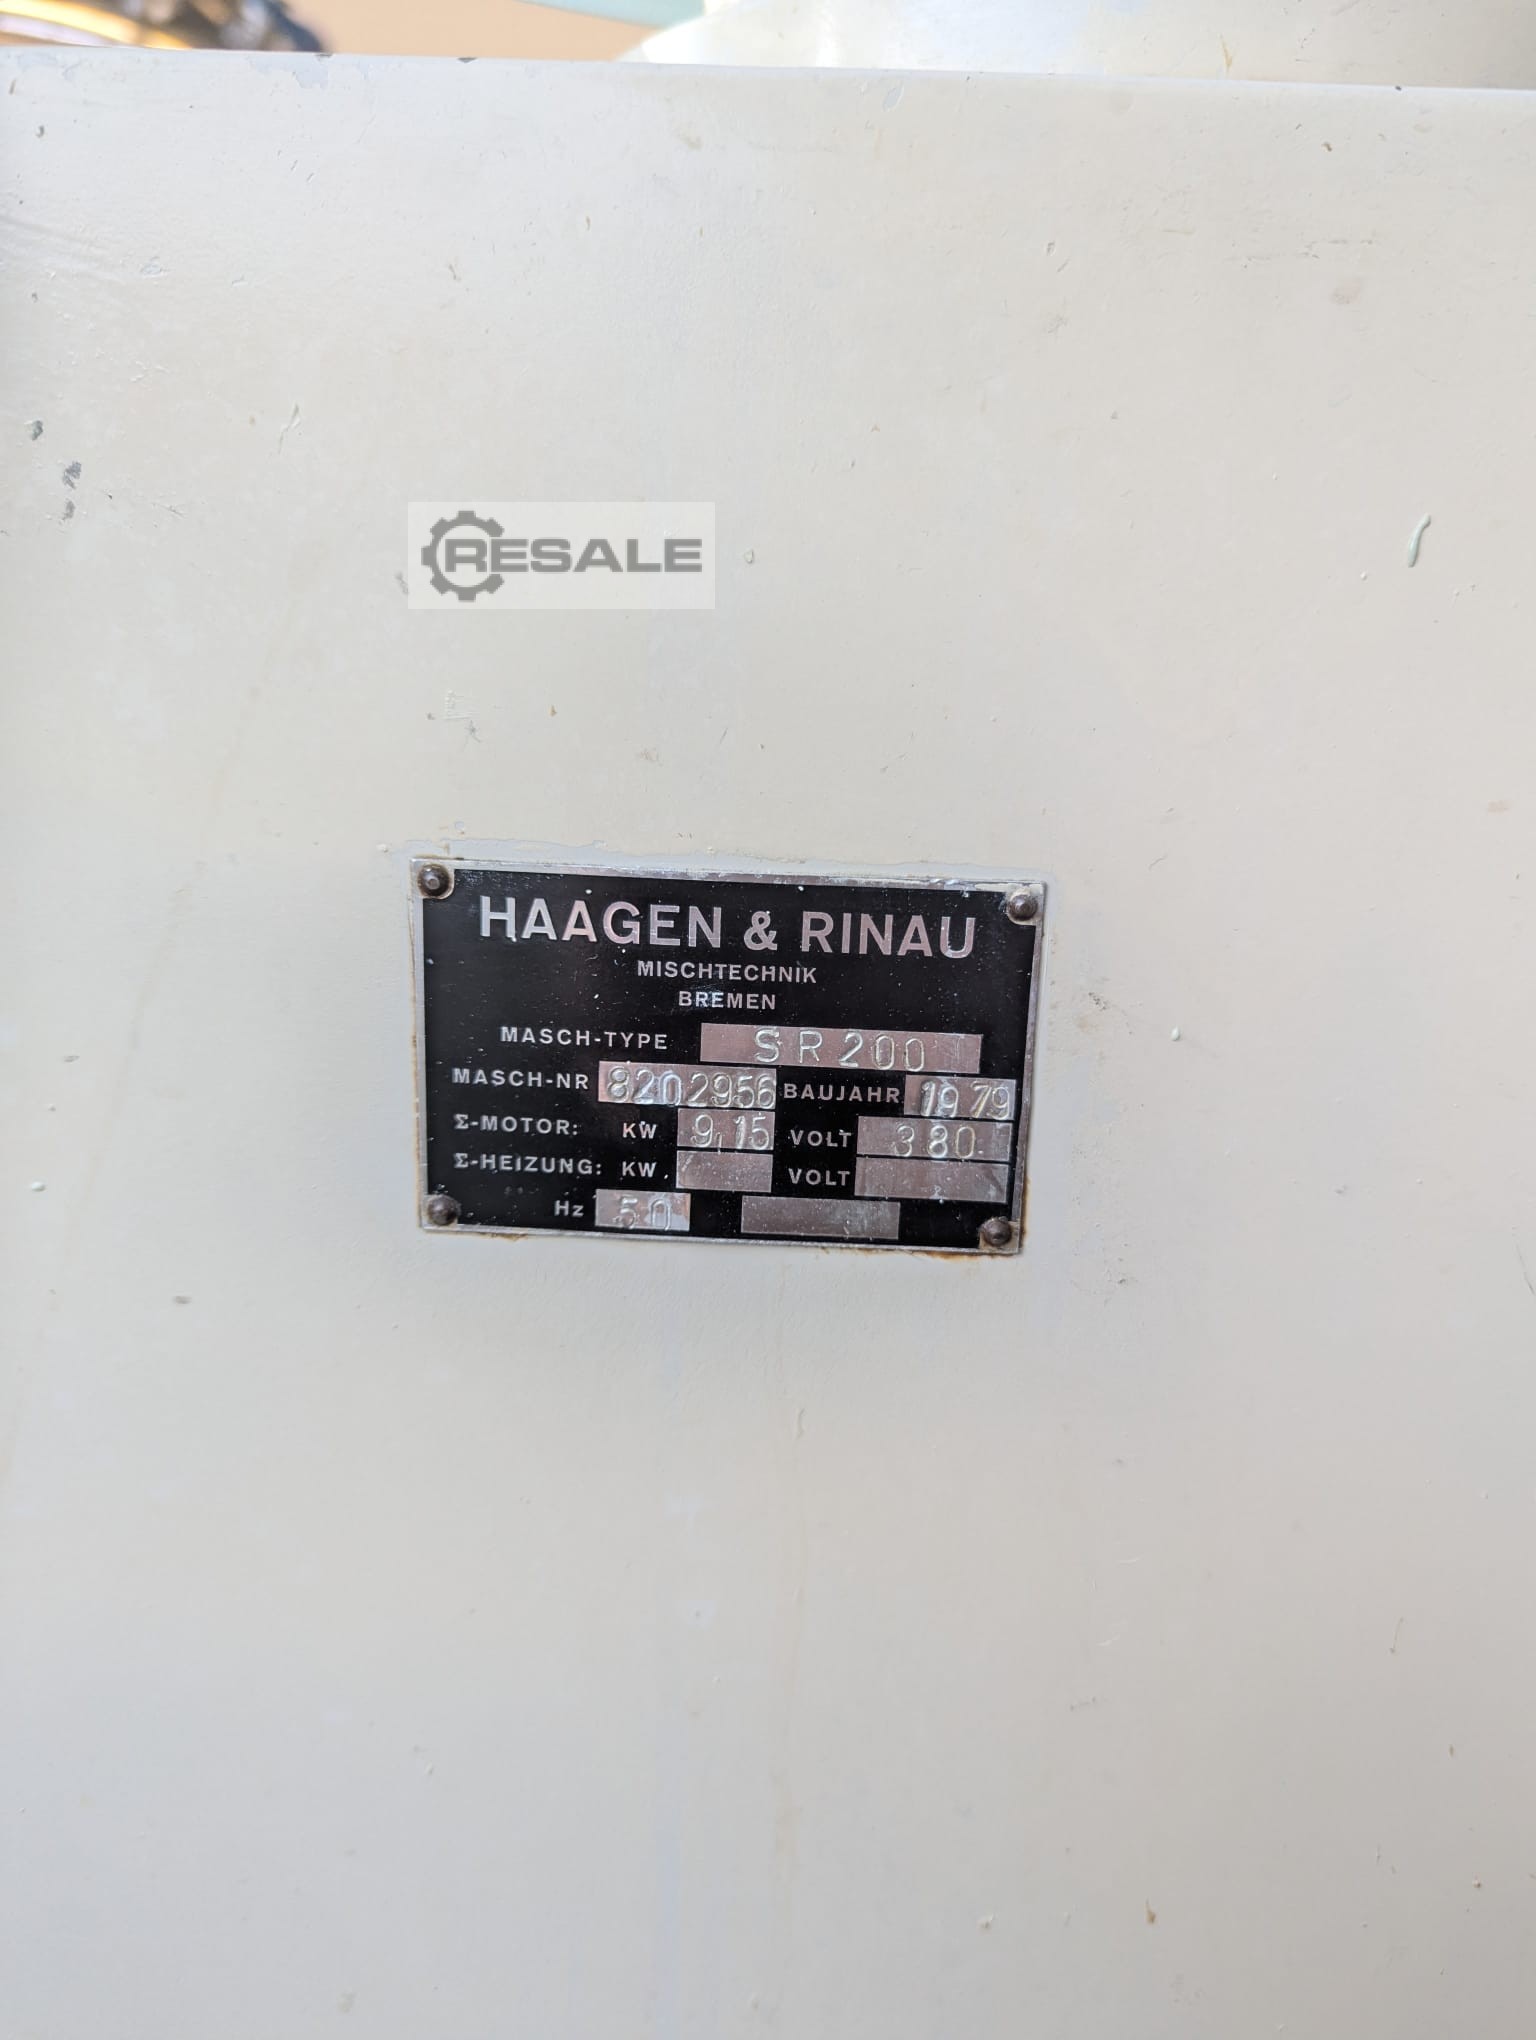 RESALE
HAAGEN & RINAU
MISCHTECHNIK
BREMEN
MASCH-TYPE SR200
MASCH-NR 8202956 BAUJAHR 1979
Σ-MOTOR: KW 9,15 VOLT 380
Σ-HEIZUNG: KW VOLT
Hz 50